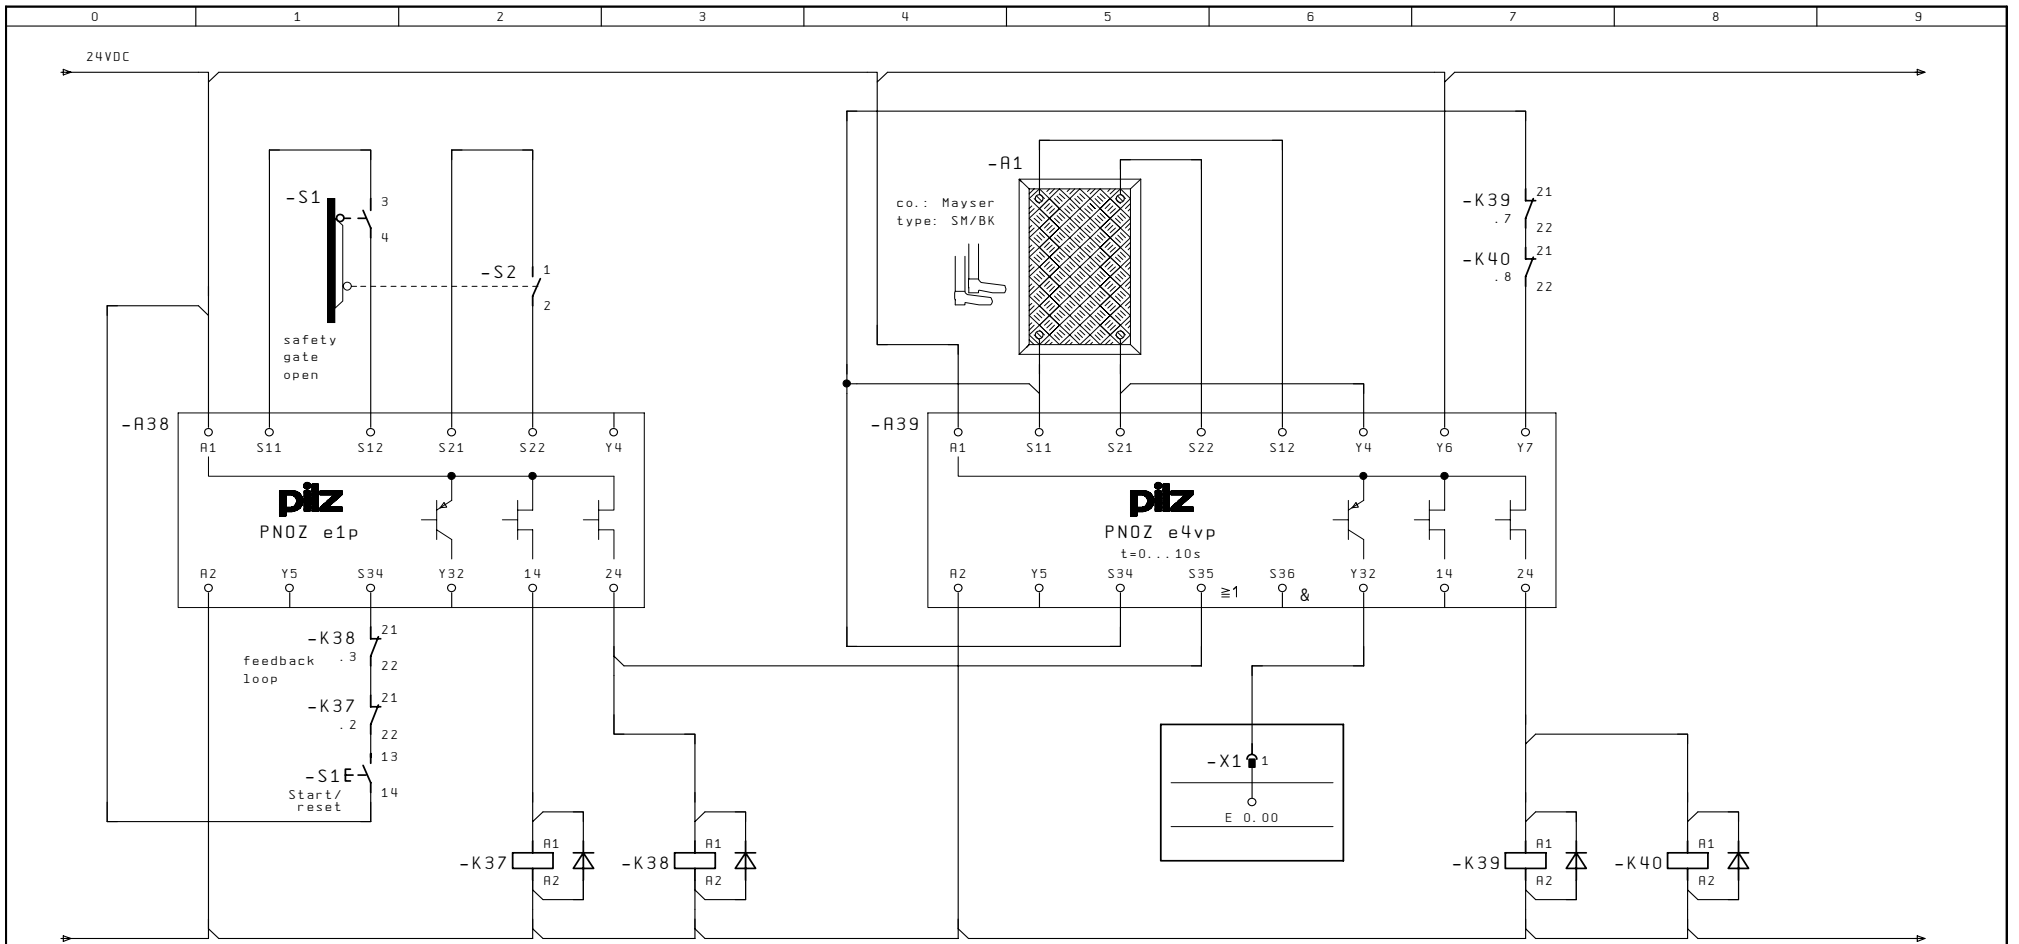 0 1 2 3 4 5 6 7 8 9
24VDC
-S1
3
4
safety
gate
open
-S2
1
2
-A1
co.: Mayser
type: SM/BK
-K39
.7
21
22
-K40
.8
21
22
-A38
A1 S11 S12 S21 S22 Y4
pilz
PNOZ e1p
A2 Y5 S34 Y32 14 24
-A39
A1 S11 S21 S22 S12 Y4 Y6 Y7
pilz
PNOZ e4vp
t=0...10s
A2 Y5 S34 S35 S36 Y32 14 24
≧1 &
-K38
.3
21
22
feedback
loop
-K37
.2
21
22
-S1
13
14
Start/
reset
-X1 1
E 0.00
-K37
A1
A2
-K38
A1
A2
-K39
A1
A2
-K40
A1
A2